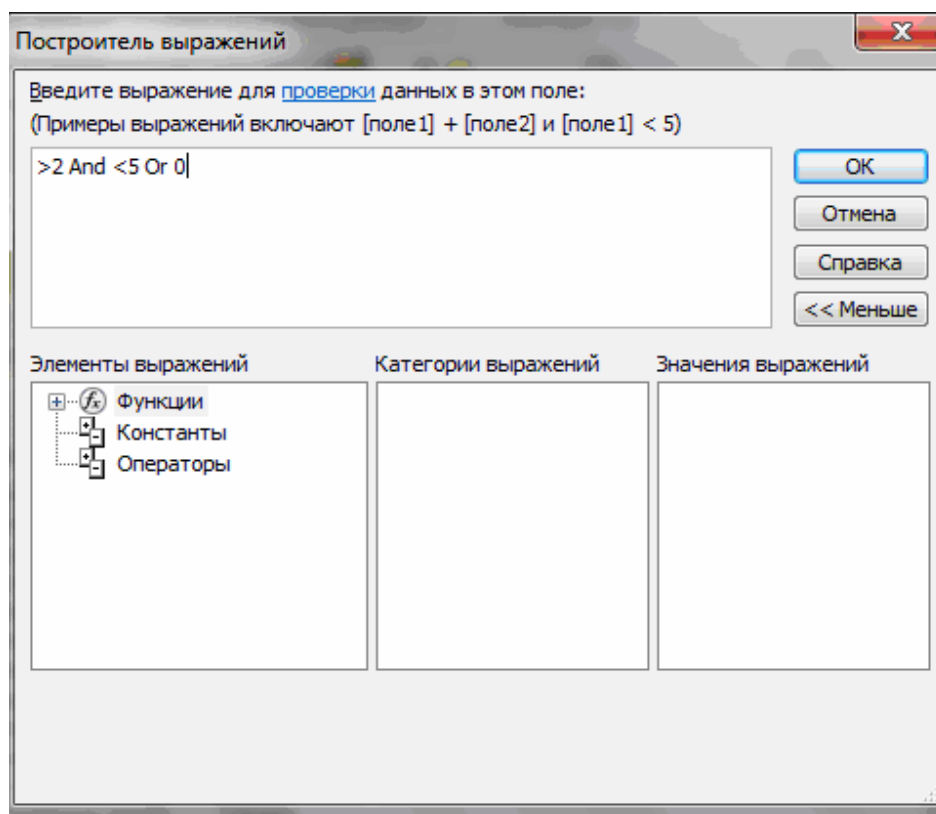 Построитель выражений
Введите выражение для проверки данных в этом поле:
(Примеры выражений включают [поле1] + [поле2] и [поле1] < 5)
>2 And <5 Or 0
OK
Отмена
Справка
<< Меньше
Элементы выражений Категории выражений Значения выражений
Функции
Константы
Операторы